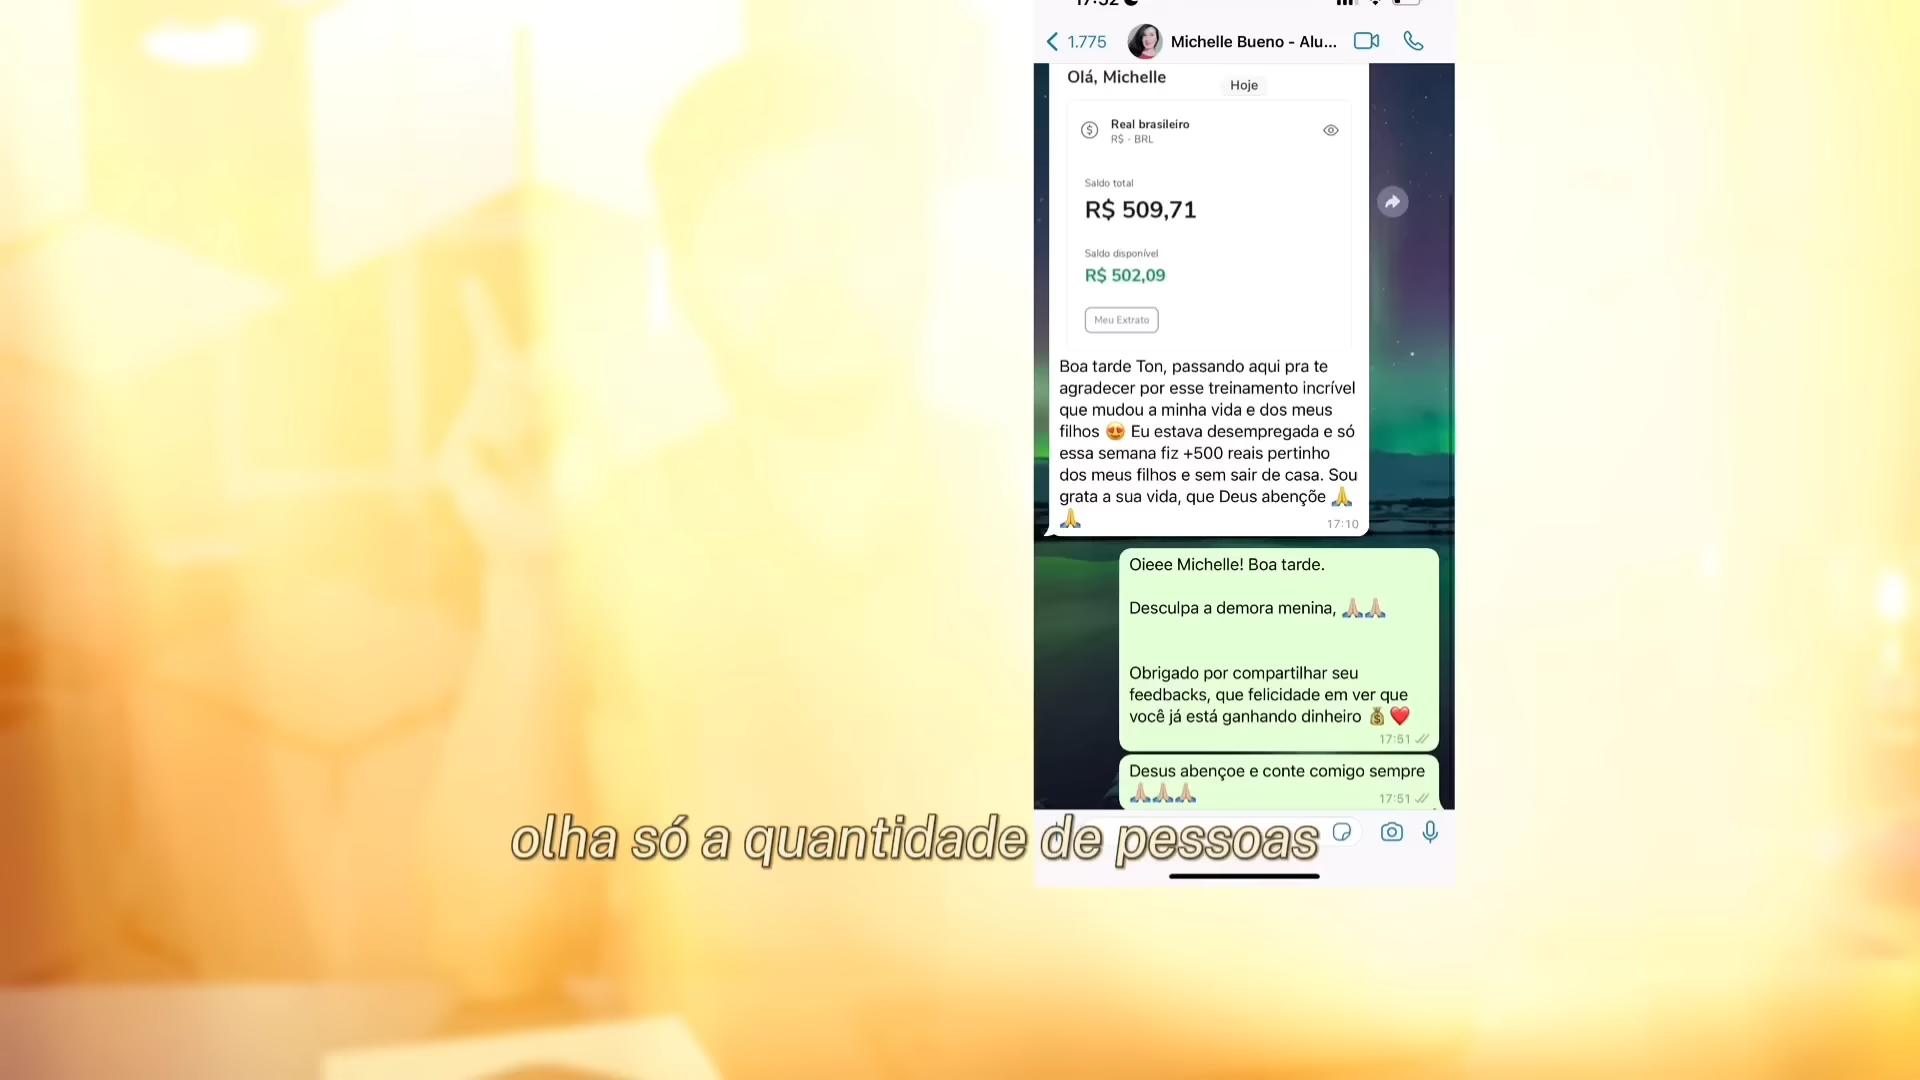 1.775
Michelle Bueno - Alu...
Olá, Michelle
Hoje
Real brasileiro
R$ - BRL
Saldo total
R$ 509,71
Saldo disponível
R$ 502,09
Meu Extrato
Boa tarde Ton, passando aqui pra te
agradecer por esse treinamento incrível
que mudou a minha vida e dos meus
filhos 😍 Eu estava desempregada e só
essa semana fiz +500 reais pertinho
dos meus filhos e sem sair de casa. Sou
grata a sua vida, que Deus abenção 🙏
🙏
17:10
Oieee Michelle! Boa tarde.
Desculpa a demora menina, 🙏🏼🙏🏼
Obrigado por compartilhar seu
feedbacks, que felicidade em ver que
você já está ganhando dinheiro 💰❤️
17:51
Desus abençoe e conte comigo sempre
🙏🏼🙏🏼🙏🏼
17:51
olha só a quantidade de pessoas